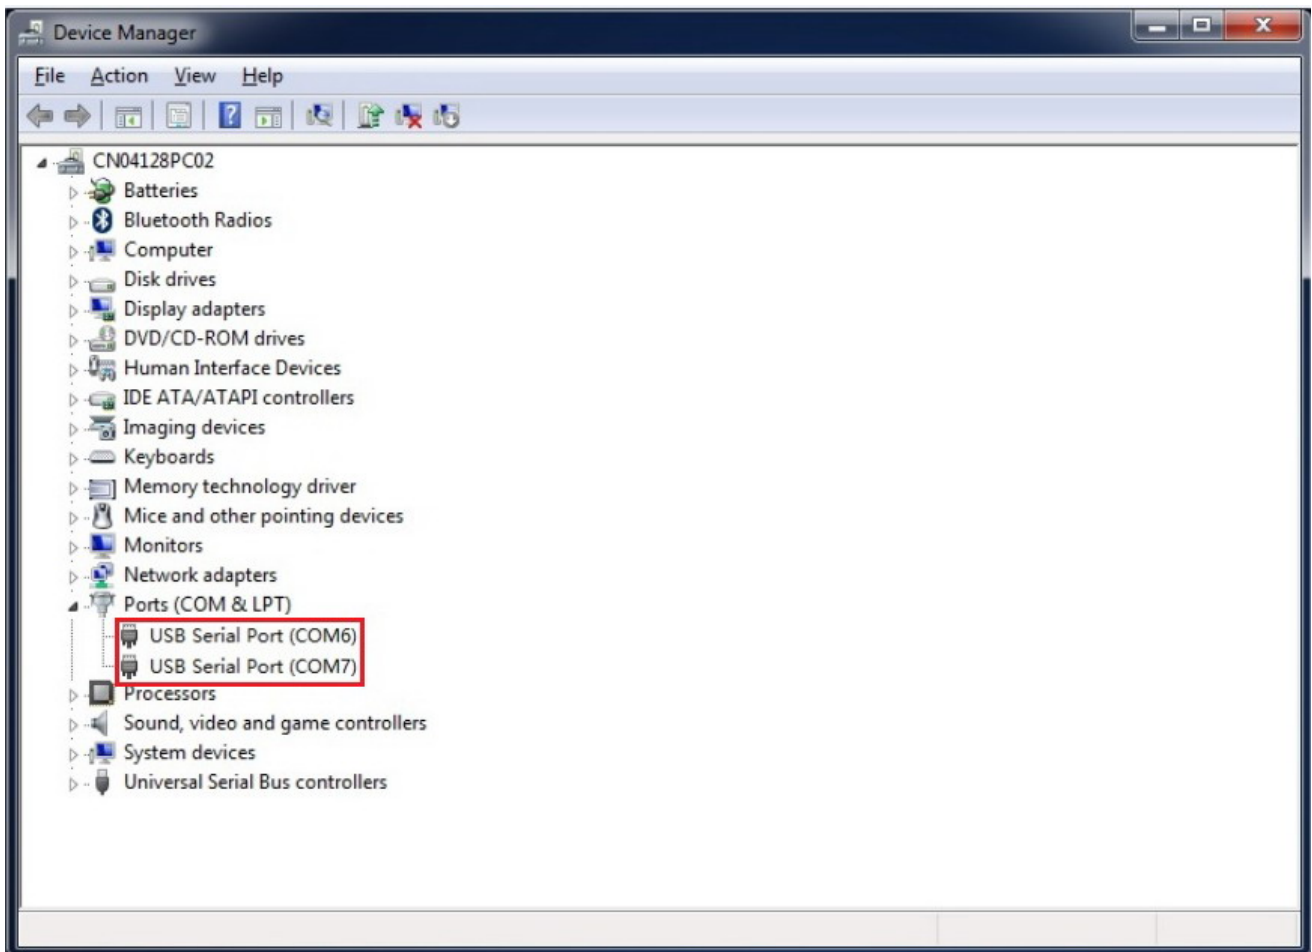 Device Manager
File Action View Help
CN04128PC02
Batteries
Bluetooth Radios
Computer
Disk drives
Display adapters
DVD/CD-ROM drives
Human Interface Devices
IDE ATA/ATAPI controllers
Imaging devices
Keyboards
Memory technology driver
Mice and other pointing devices
Monitors
Network adapters
Ports (COM & LPT)
USB Serial Port (COM6)
USB Serial Port (COM7)
Processors
Sound, video and game controllers
System devices
Universal Serial Bus controllers